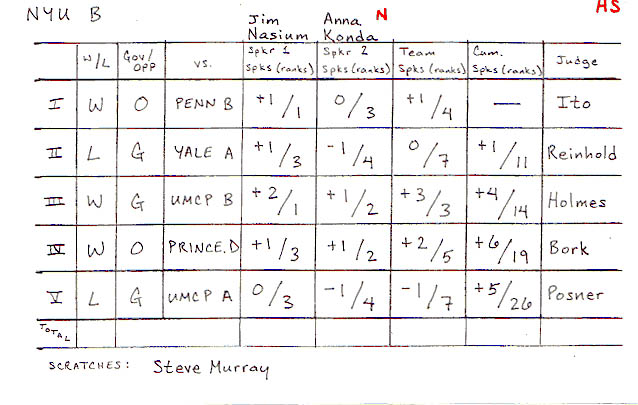 NYU B Jim Nasium Anna Konda N HS
W/L Gov/OPP vs. Spkr 1 Spks (ranks) Spkr 2 Spks (ranks) Team Spks (ranks) Cum. Spks (ranks) Judge
I W O PENN B +1/1 0/3 +1/4 — Ito
II L G YALE A +1/3 -1/4 0/7 +1/11 Reinhold
III W G UMCP B +2/1 +1/2 +3/3 +4/14 Holmes
IV W O PRINCE.D +1/3 +1/2 +2/5 +6/19 Bork
V L G UMCP A 0/3 -1/4 -1/7 +5/26 Posner
TOTAL
SCRATCHES: Steve Murray